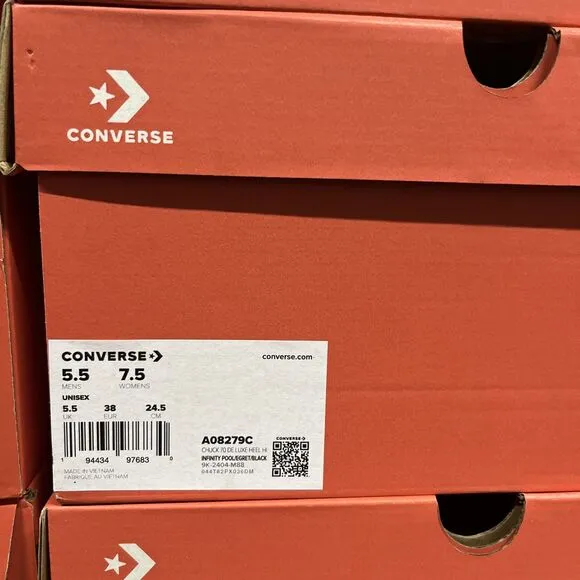 CONVERSE
CONVERSE
converse.com
5.5 7.5
MENS WOMENS
UNISEX
5.5 38 24.5
UK EUR CM
1 94434 97683 0
MADE IN VIETNAM
FABRIQUÉ AU VIETNAM
A08279C
CHUCK 70 DE LUXE HEEL HI
INFINITY POOL/EGRET/BLACK
9K-2404-M88
CONVERSE